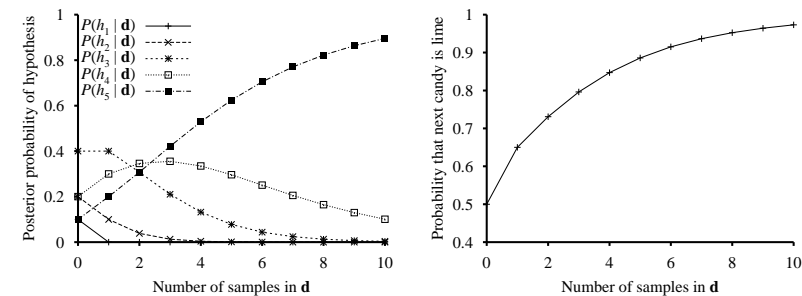 Posterior probability of hypothesis
1
0.8
0.6
0.4
0.2
0
P(h1 | d)
P(h2 | d)
P(h3 | d)
P(h4 | d)
P(h5 | d)
0 2 4 6 8 10
Number of samples in d
Probability that next candy is lime
1
0.9
0.8
0.7
0.6
0.5
0.4
0 2 4 6 8 10
Number of samples in d